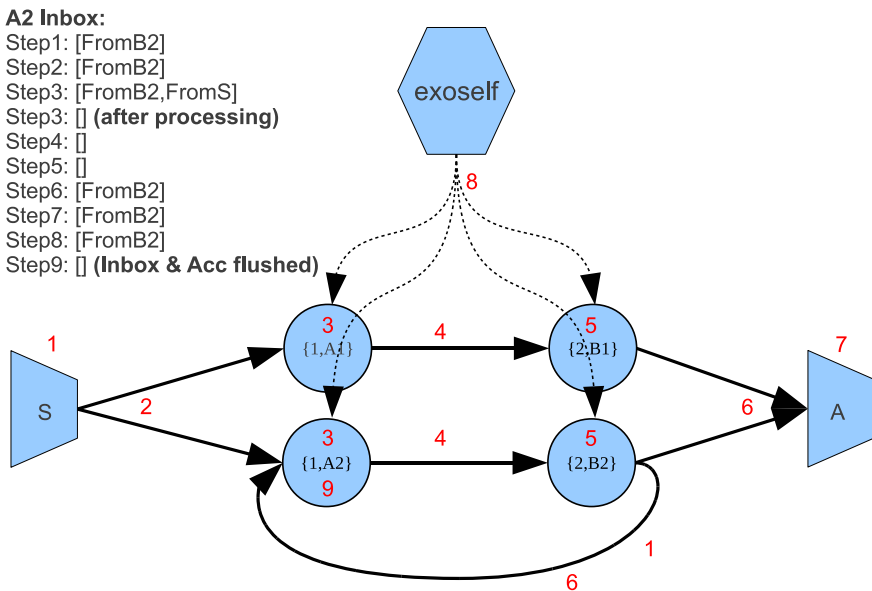 A2 Inbox:
Step1: [FromB2]
Step2: [FromB2]
Step3: [FromB2,FromS]
Step3: [] (after processing)
Step4: []
Step5: []
Step6: [FromB2]
Step7: [FromB2]
Step8: [FromB2]
Step9: [] (Inbox & Acc flushed)
exoself
8
1
3
4
5
7
{1,A1}
{2,B1}
S
2
6
A
3
4
5
{1,A2}
{2,B2}
9
1
6